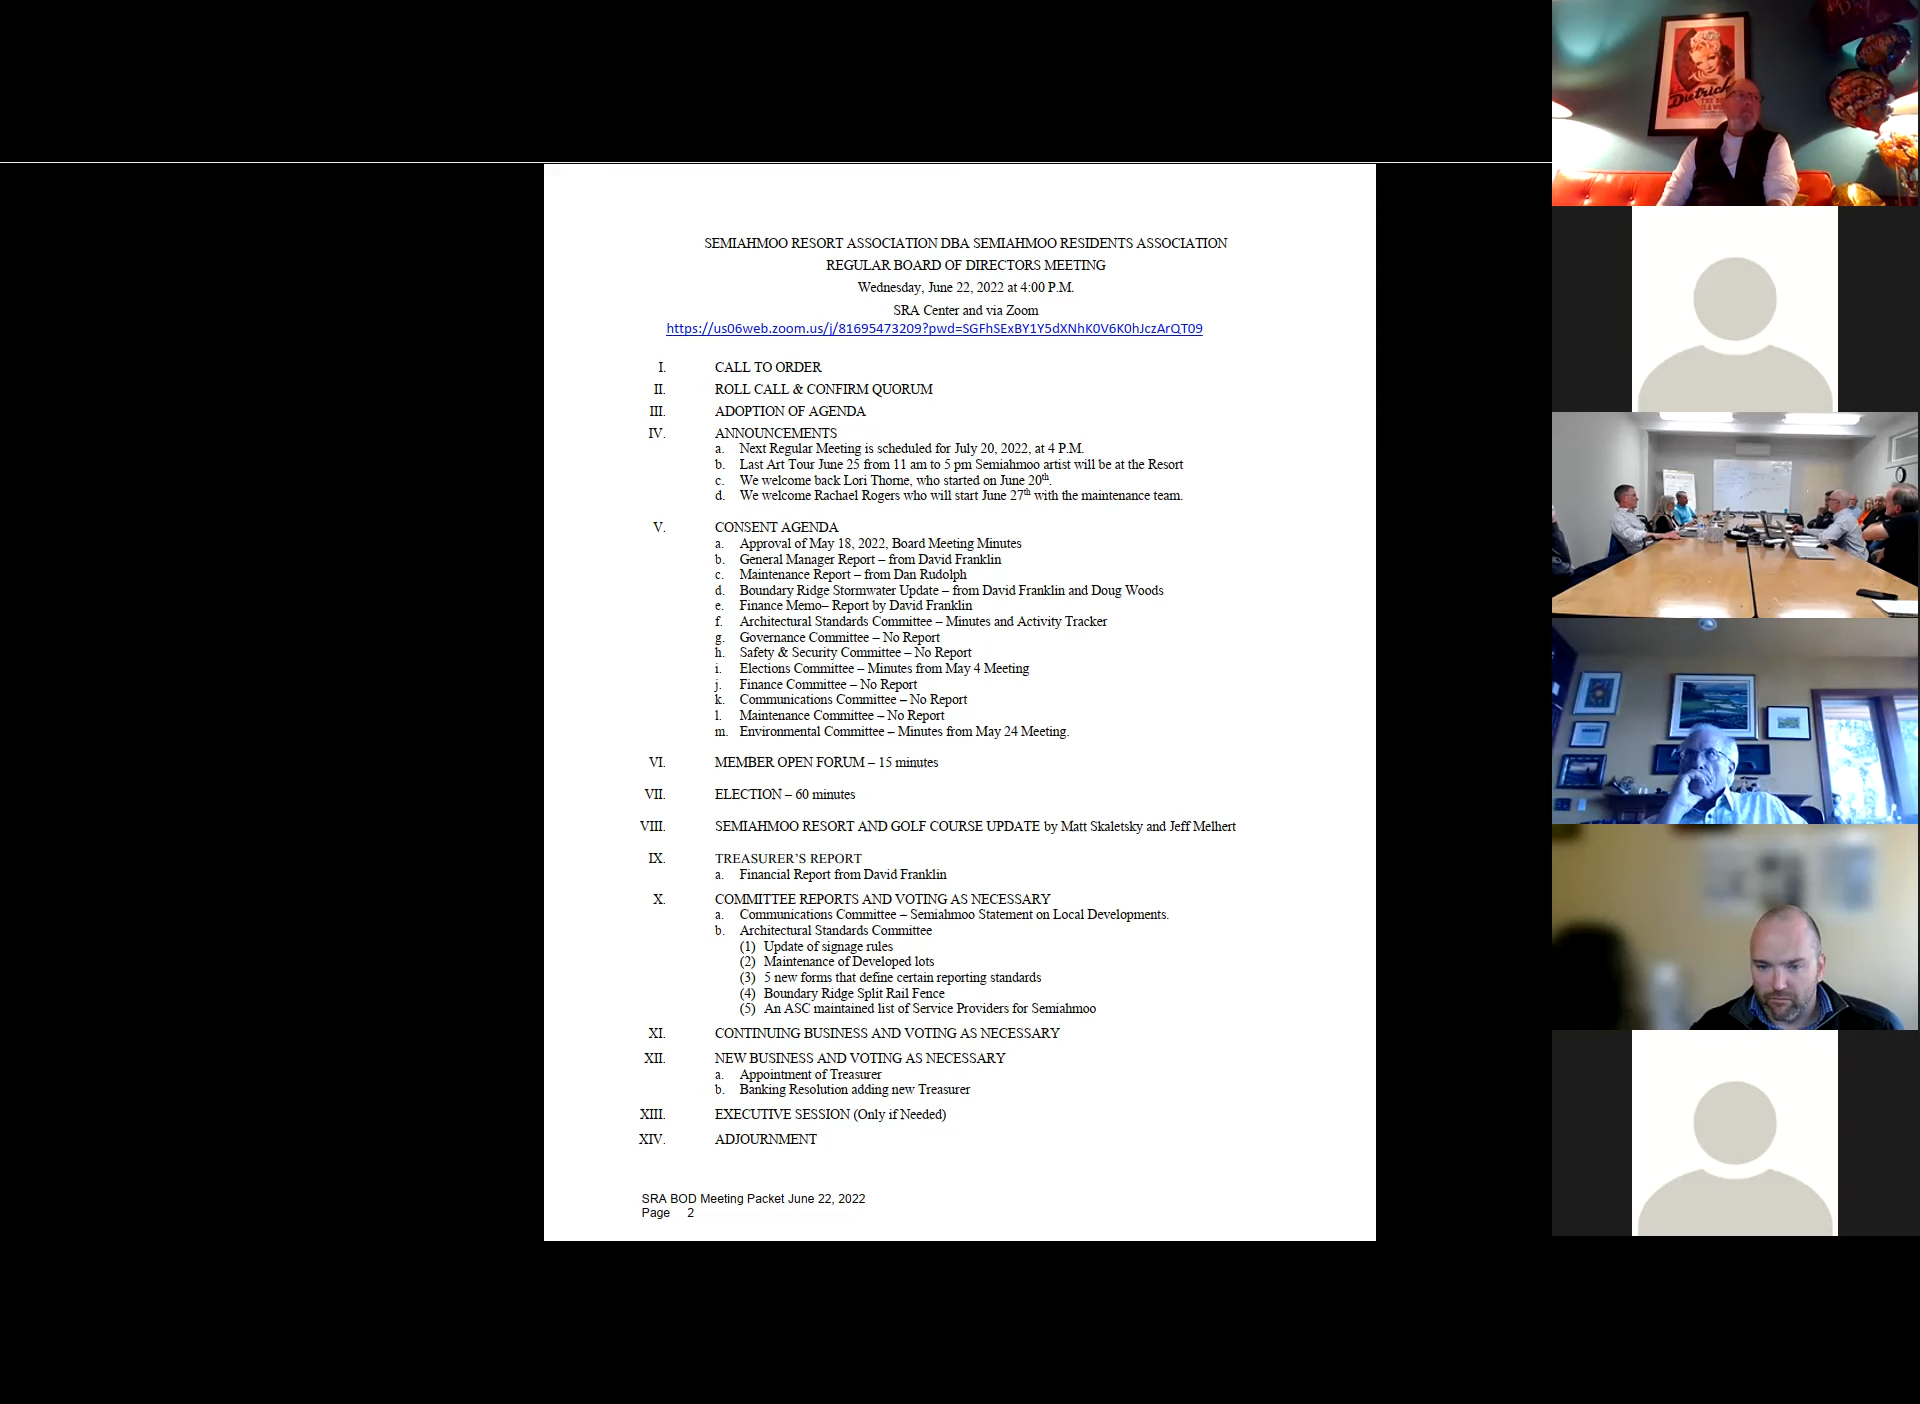 SEMIAHMOO RESORT ASSOCIATION DBA SEMIAHMOO RESIDENTS ASSOCIATION
REGULAR BOARD OF DIRECTORS MEETING
Wednesday, June 22, 2022 at 4:00 P.M.
SRA Center and via Zoom
https://us06web.zoom.us/j/81695473209?pwd=SGFhSExBY1Y5dXNhK0V6K0hJczArQT09
I. CALL TO ORDER
II. ROLL CALL & CONFIRM QUORUM
III. ADOPTION OF AGENDA
IV. ANNOUNCEMENTS
a. Next Regular Meeting is scheduled for July 20, 2022, at 4 P.M.
b. Last Art Tour June 25 from 11 am to 5 pm Semiahmoo artist will be at the Resort
c. We welcome back Lori Thorne, who started on June 20th.
d. We welcome Rachael Rogers who will start June 27th with the maintenance team.
V. CONSENT AGENDA
a. Approval of May 18, 2022, Board Meeting Minutes
b. General Manager Report – from David Franklin
c. Maintenance Report – from Dan Rudolph
d. Boundary Ridge Stormwater Update – from David Franklin and Doug Woods
e. Finance Memo– Report by David Franklin
f. Architectural Standards Committee – Minutes and Activity Tracker
g. Governance Committee – No Report
h. Safety & Security Committee – No Report
i. Elections Committee – Minutes from May 4 Meeting
j. Finance Committee – No Report
k. Communications Committee – No Report
l. Maintenance Committee – No Report
m. Environmental Committee – Minutes from May 24 Meeting.
VI. MEMBER OPEN FORUM – 15 minutes
VII. ELECTION – 60 minutes
VIII. SEMIAHMOO RESORT AND GOLF COURSE UPDATE by Matt Skaletsky and Jeff Melhert
IX. TREASURER'S REPORT
a. Financial Report from David Franklin
X. COMMITTEE REPORTS AND VOTING AS NECESSARY
a. Communications Committee – Semiahmoo Statement on Local Developments.
b. Architectural Standards Committee
(1) Update of signage rules
(2) Maintenance of Developed lots
(3) 5 new forms that define certain reporting standards
(4) Boundary Ridge Split Rail Fence
(5) An ASC maintained list of Service Providers for Semiahmoo
XI. CONTINUING BUSINESS AND VOTING AS NECESSARY
XII. NEW BUSINESS AND VOTING AS NECESSARY
a. Appointment of Treasurer
b. Banking Resolution adding new Treasurer
XIII. EXECUTIVE SESSION (Only if Needed)
XIV. ADJOURNMENT
SRA BOD Meeting Packet June 22, 2022
Page 2
Dietrich